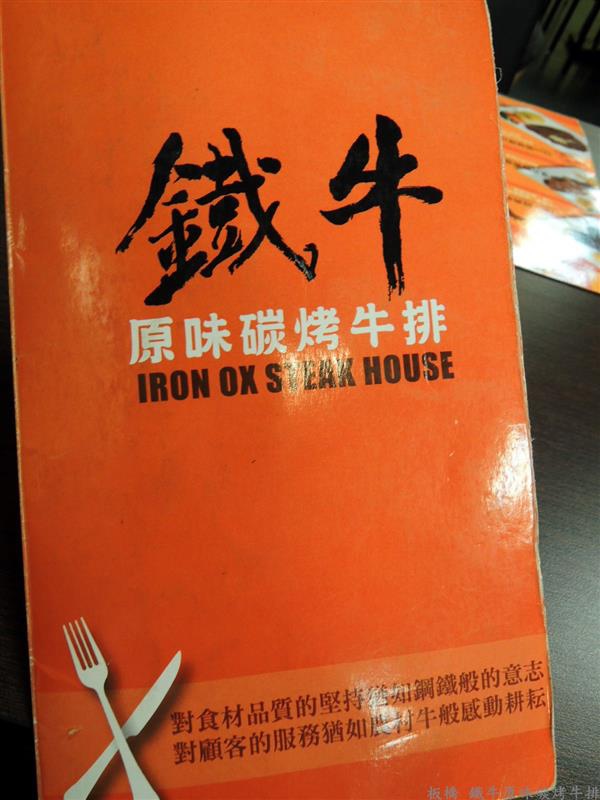 鐵牛
原味碳烤牛排
IRON OX STEAK HOUSE
對食材品質的堅持猶如鋼鐵般的意志
對顧客的服務猶如農村牛般感動耕耘
板橋 鐵牛原味碳烤牛排